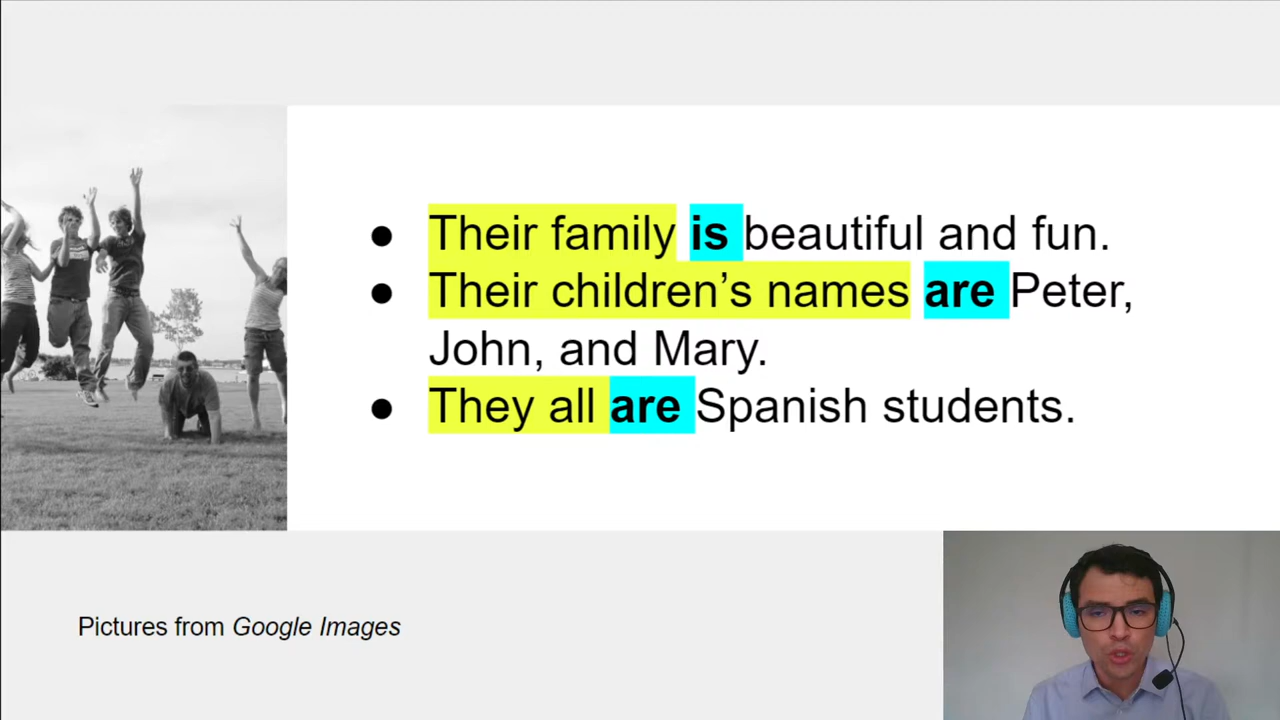 ● Their family is beautiful and fun.
● Their children’s names are Peter,
John, and Mary.
● They all are Spanish students.
Pictures from Google Images